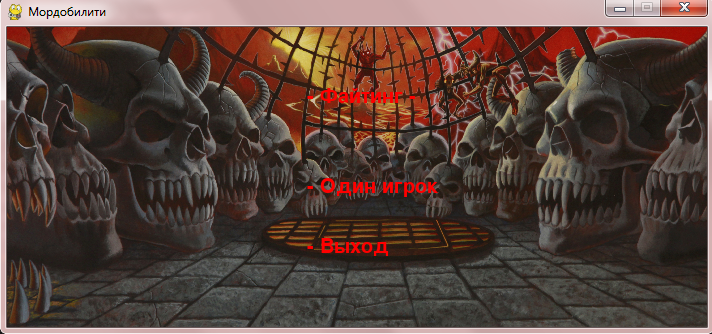 Мордобилити
- Файтинг -
- Один игрок
- Выход